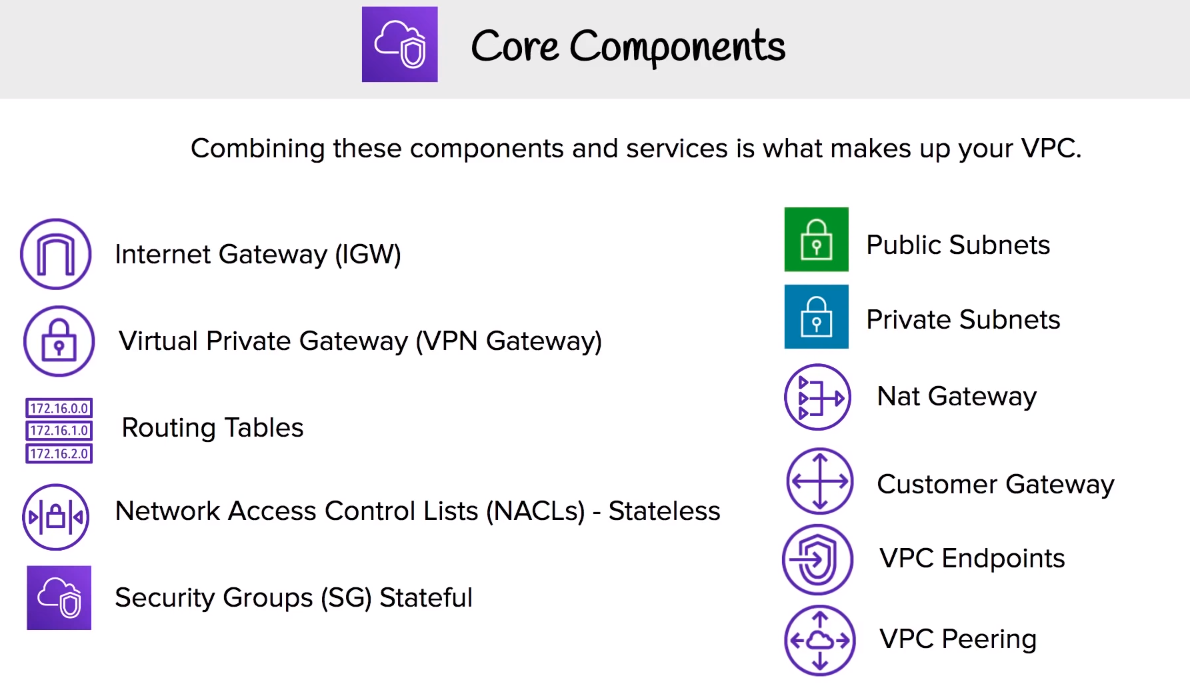 Core Components
Combining these components and services is what makes up your VPC.
Internet Gateway (IGW)
Virtual Private Gateway (VPN Gateway)
172.16.0.0
172.16.1.0
172.16.2.0
Routing Tables
Network Access Control Lists (NACLs) - Stateless
Security Groups (SG) Stateful
Public Subnets
Private Subnets
Nat Gateway
Customer Gateway
VPC Endpoints
VPC Peering